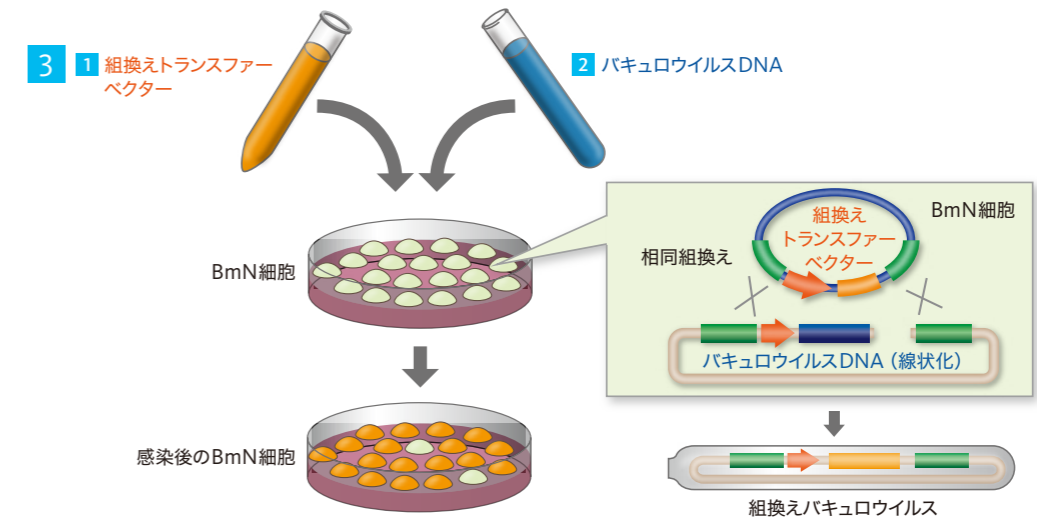 3
1 組換えトランスファー
ベクター
2 バキュロウイルスDNA
BmN細胞
BmN細胞
相同組換え
組換え
トランスファー
ベクター
バキュロウイルスDNA（線状化）
感染後のBmN細胞
組換えバキュロウイルス